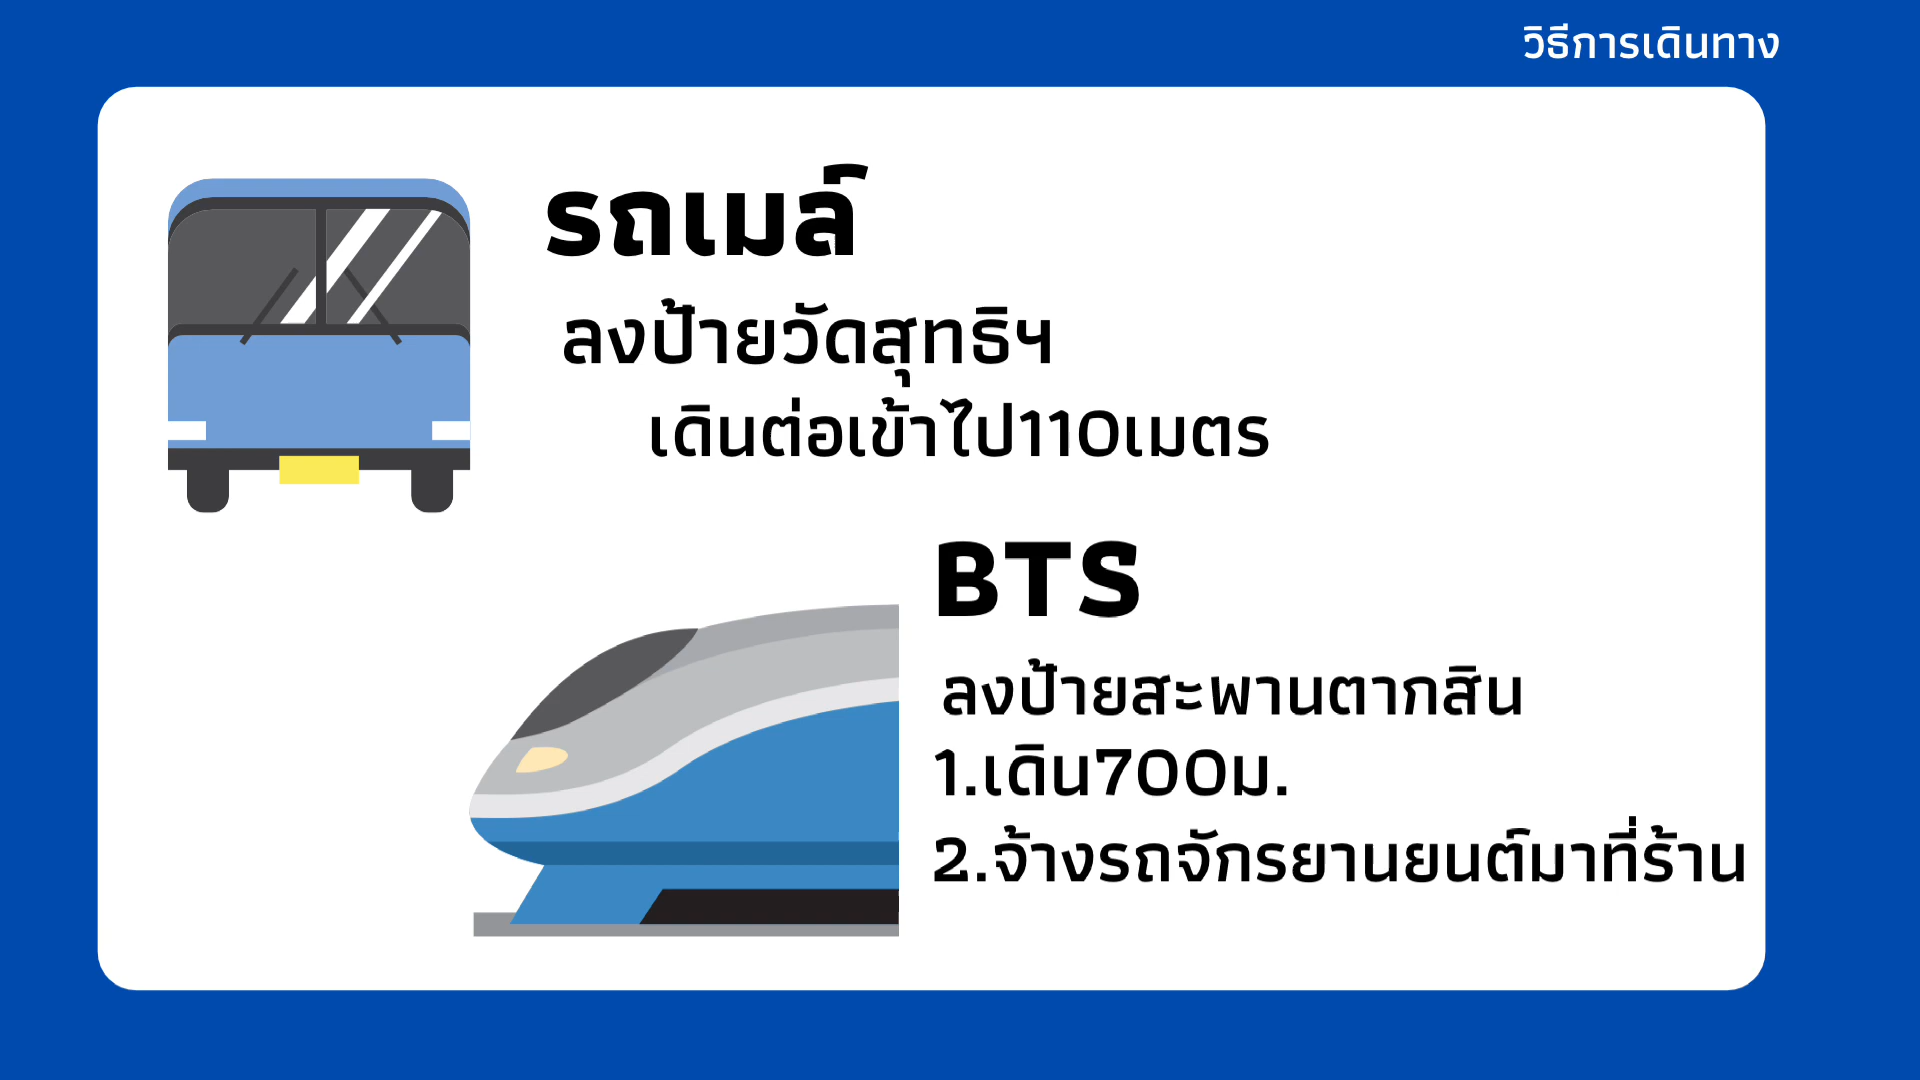 วิธีการเดินทาง
รถเมล์
ลงป้ายวัดสุทธิฯ
เดินต่อเข้าไป110เมตร
BTS
ลงป้ายสะพานตากสิน
1.เดิน700ม.
2.จ้างรถจักรยานยนต์มาที่ร้าน